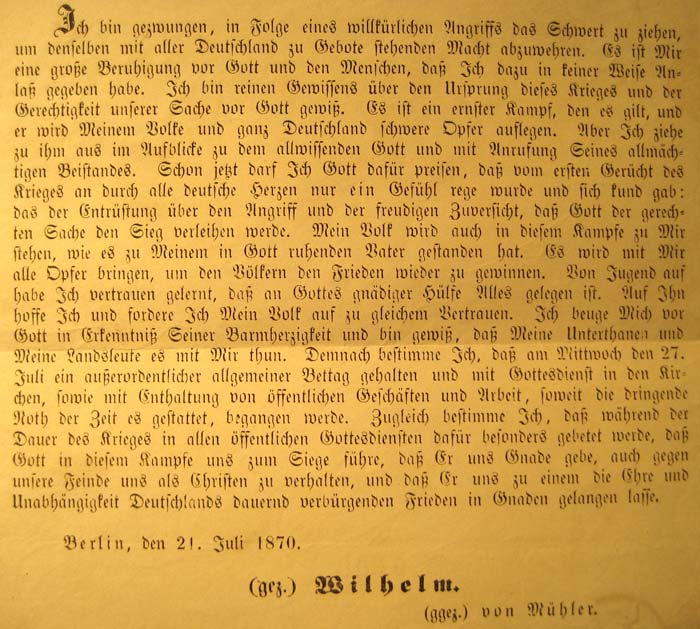 Ich bin gezwungen, in Folge eines willkürlichen Angriffs das Schwert zu ziehen,
um denselben mit aller Deutschland zu Gebote stehenden Macht abzuwehren. Es ist Mir
eine große Beruhigung vor Gott und den Menschen, daß Ich dazu in keiner Weise An-
laß gegeben habe. Ich bin reinen Gewissens über den Ursprung dieses Krieges und der
Gerechtigkeit unserer Sache vor Gott gewiß. Es ist ein ernster Kampf, den es gilt, und
er wird Meinem Volke und ganz Deutschland schwere Opfer auflegen. Aber Ich ziehe
zu ihm aus im Aufblicke zu dem allwissenden Gott und mit Anrufung Seines allmäch-
tigen Beistandes. Schon jetzt darf Ich Gott dafür preisen, daß vom ersten Gerücht des
Krieges an durch alle deutsche Herzen nur ein Gefühl rege wurde und sich kund gab:
das der Entrüstung über den Angriff und der freudigen Zuversicht, daß Gott der gerech-
ten Sache den Sieg verleihen werde. Mein Volk wird auch in diesem Kampfe zu Mir
stehen, wie es zu Meinem in Gott ruhenden Vater gestanden hat. Es wird mit Mir
alle Opfer bringen, um den Völkern den Frieden wieder zu gewinnen. Von Jugend auf
habe Ich vertrauen gelernt, daß an Gottes gnädiger Hülfe Alles gelegen ist. Auf Ihn
hoffe Ich und fordere Ich Mein Volk auf zu gleichem Vertrauen. Ich beuge Mich vor
Gott in Erkenntniß Seiner Barmherzigkeit und bin gewiß, daß Meine Unterthanen und
Meine Landsleute es mit Mir thun. Demnach bestimme Ich, daß am Mittwoch den 27.
Juli ein außerordentlicher allgemeiner Bettag gehalten und mit Gottesdienst in den Kir-
chen, sowie mit Enthaltung von öffentlichen Geschäften und Arbeit, soweit die dringende
Noth der Zeit es gestattet, begangen werde. Zugleich bestimme Ich, daß während der
Dauer des Krieges in allen öffentlichen Gottesdiensten dafür besonders gebetet werde, daß
Gott in diesem Kampfe uns zum Siege führe, daß Er uns Gnade gebe, auch gegen
unsere Feinde uns als Christen zu verhalten, und daß Er uns zu einem die Ehre und
Unabhängigkeit Deutschlands dauernd verbürgenden Frieden in Gnaden gelangen lasse.
Berlin, den 21. Juli 1870.
(gez.) Wilhelm.
(ggez.) von Mühler.